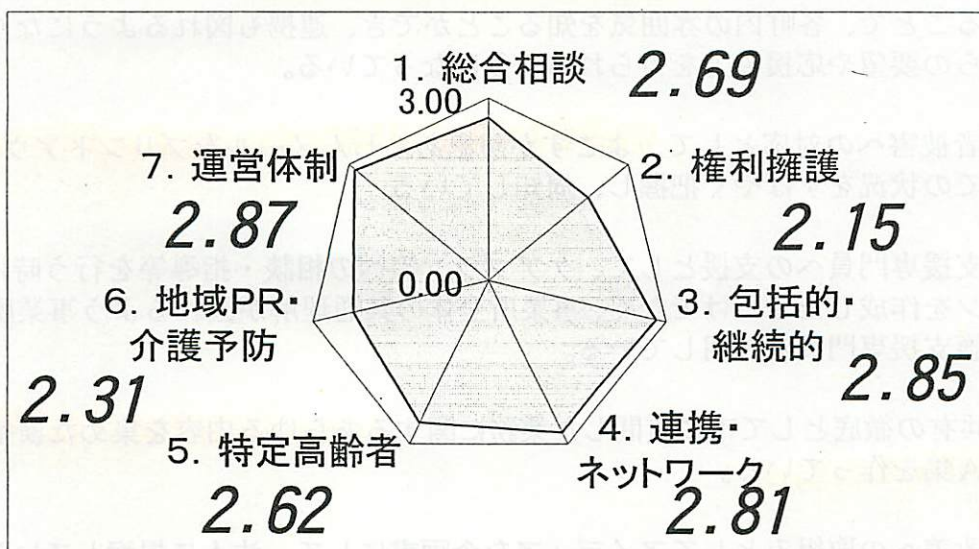 1. 総合相談
2.69
3.00
7. 運営体制
2.87
2. 権利擁護
2.15
0.00
6. 地域PR・
介護予防
2.31
3. 包括的・
継続的
2.85
5. 特定高齢者
2.62
4. 連携・
ネットワーク
2.81